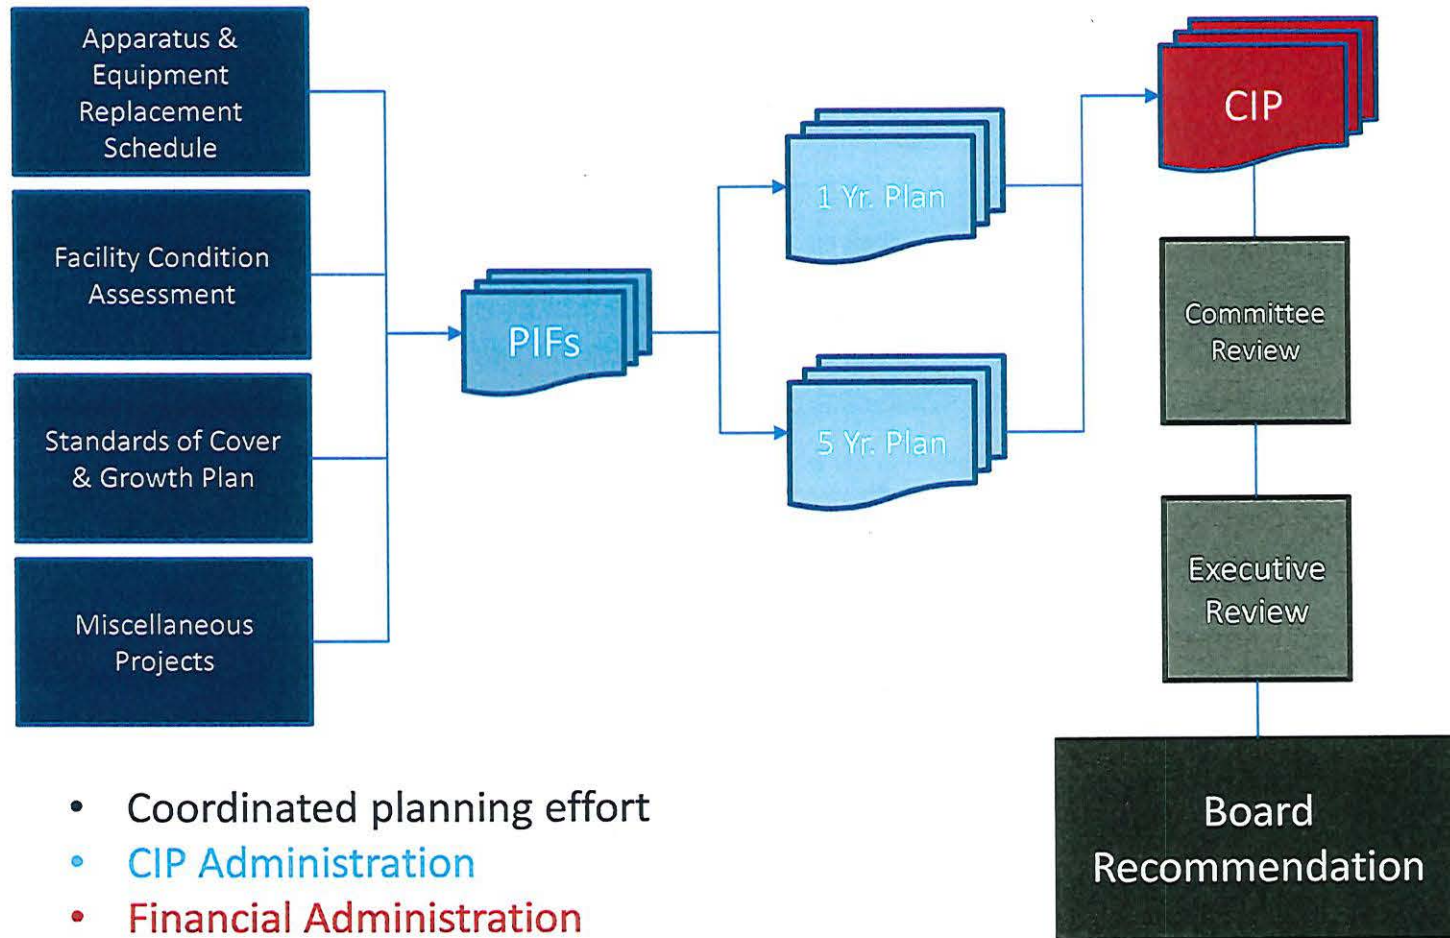 Apparatus &
Equipment
Replacement
Schedule
Facility Condition
Assessment
Standards of Cover
& Growth Plan
Miscellaneous
Projects
PIFs
1 Yr. Plan
5 Yr. Plan
CIP
Committee
Review
Executive
Review
Board
Recommendation
• Coordinated planning effort
• CIP Administration
• Financial Administration